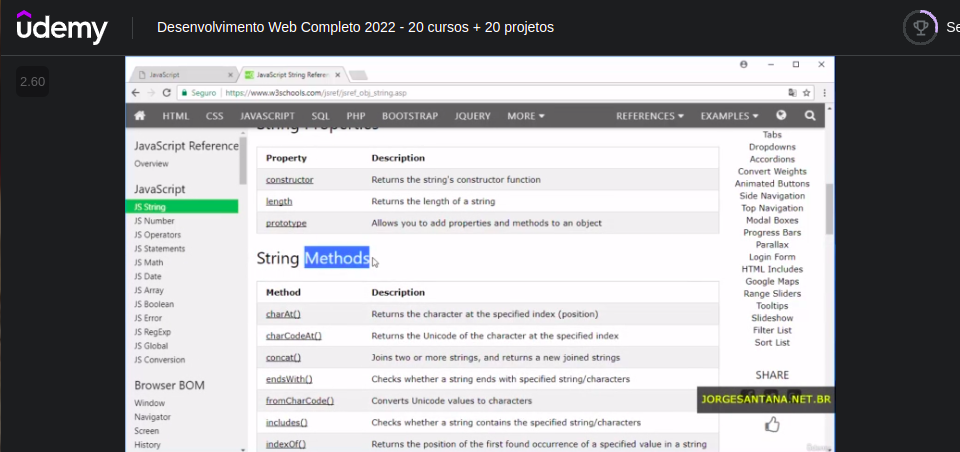 udemy
Desenvolvimento Web Completo 2022 - 20 cursos + 20 projetos
Se
2.60
JavaScript
JavaScript String Referen
Seguro
https://www.w3schools.com/jsref/jsref_obj_string.asp
HTML CSS JAVASCRIPT SQL PHP BOOTSTRAP JQUERY MORE REFERENCES EXAMPLES
JavaScript Reference
Overview
JavaScript
JS String
JS Number
JS Operators
JS Statements
JS Math
JS Date
JS Array
JS Boolean
JS Error
JS RegExp
JS Global
JS Conversion
Browser BOM
Window
Navigator
Screen
History
String Properties
Property Description
constructor Returns the string's constructor function
length Returns the length of a string
prototype Allows you to add properties and methods to an object
String Methods
Method Description
charAt() Returns the character at the specified index (position)
charCodeAt() Returns the Unicode of the character at the specified index
concat() Joins two or more strings, and returns a new joined strings
endsWith() Checks whether a string ends with specified string/characters
fromCharCode() Converts Unicode values to characters
includes() Checks whether a string contains the specified string/characters
indexOf() Returns the position of the first found occurrence of a specified value in a string
Tabs
Dropdowns
Accordions
Convert Weights
Animated Buttons
Side Navigation
Top Navigation
Modal Boxes
Progress Bars
Parallax
Login Form
HTML Includes
Google Maps
Range Sliders
Tooltips
Slideshow
Filter List
Sort List
SHARE
JORGESANTANA.NET.BR